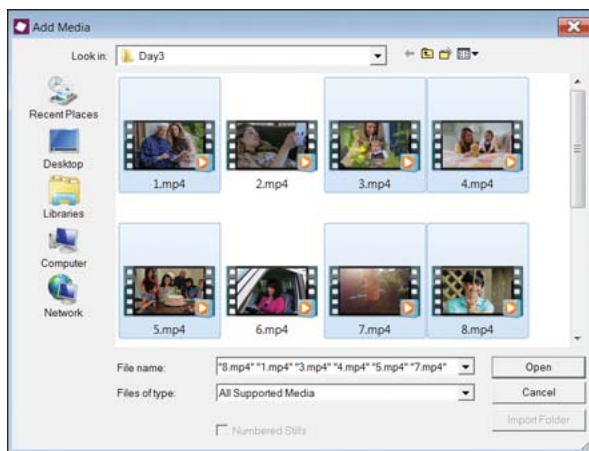 Add Media
Look in: Day3
Recent Places
Desktop
Libraries
Computer
Network
1.mp4 2.mp4 3.mp4 4.mp4
5.mp4 6.mp4 7.mp4 8.mp4
File name: "8.mp4" "1.mp4" "3.mp4" "4.mp4" "5.mp4" "7.mp4" Open
Files of type: All Supported Media Cancel
Import Folder
Numbered Stills